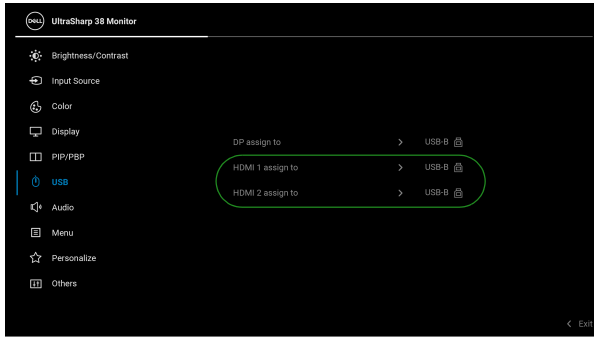 DELL UltraSharp 38 Monitor
Brightness/Contrast
Input Source
Color
Display
DP assign to > USB-B
PIP/PBP
HDMI 1 assign to > USB-B
USB
HDMI 2 assign to > USB-B
Audio
Menu
Personalize
Others
< Exit